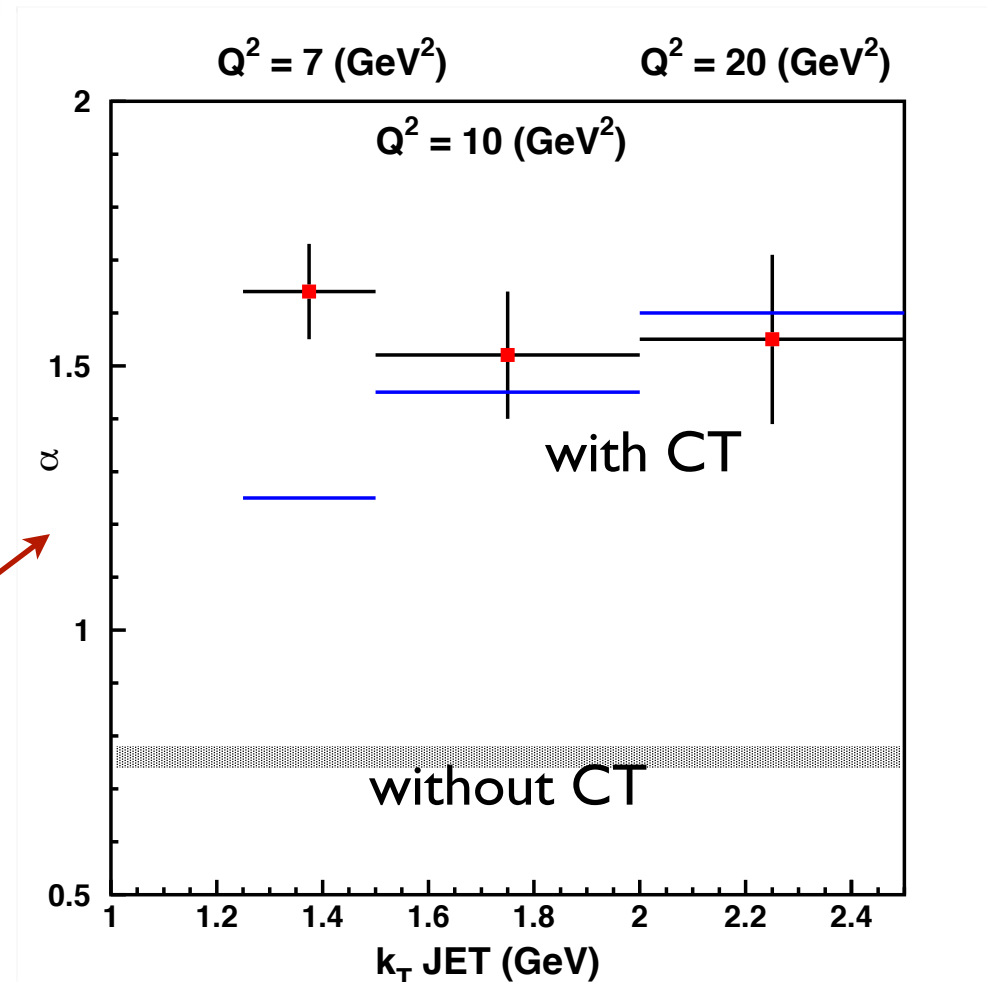 Q² = 7 (GeV²) Q² = 20 (GeV²)
Q² = 10 (GeV²)
2
1.5
1
0.5
α
with CT
without CT
1 1.2 1.4 1.6 1.8 2 2.2 2.4
k_T JET (GeV)